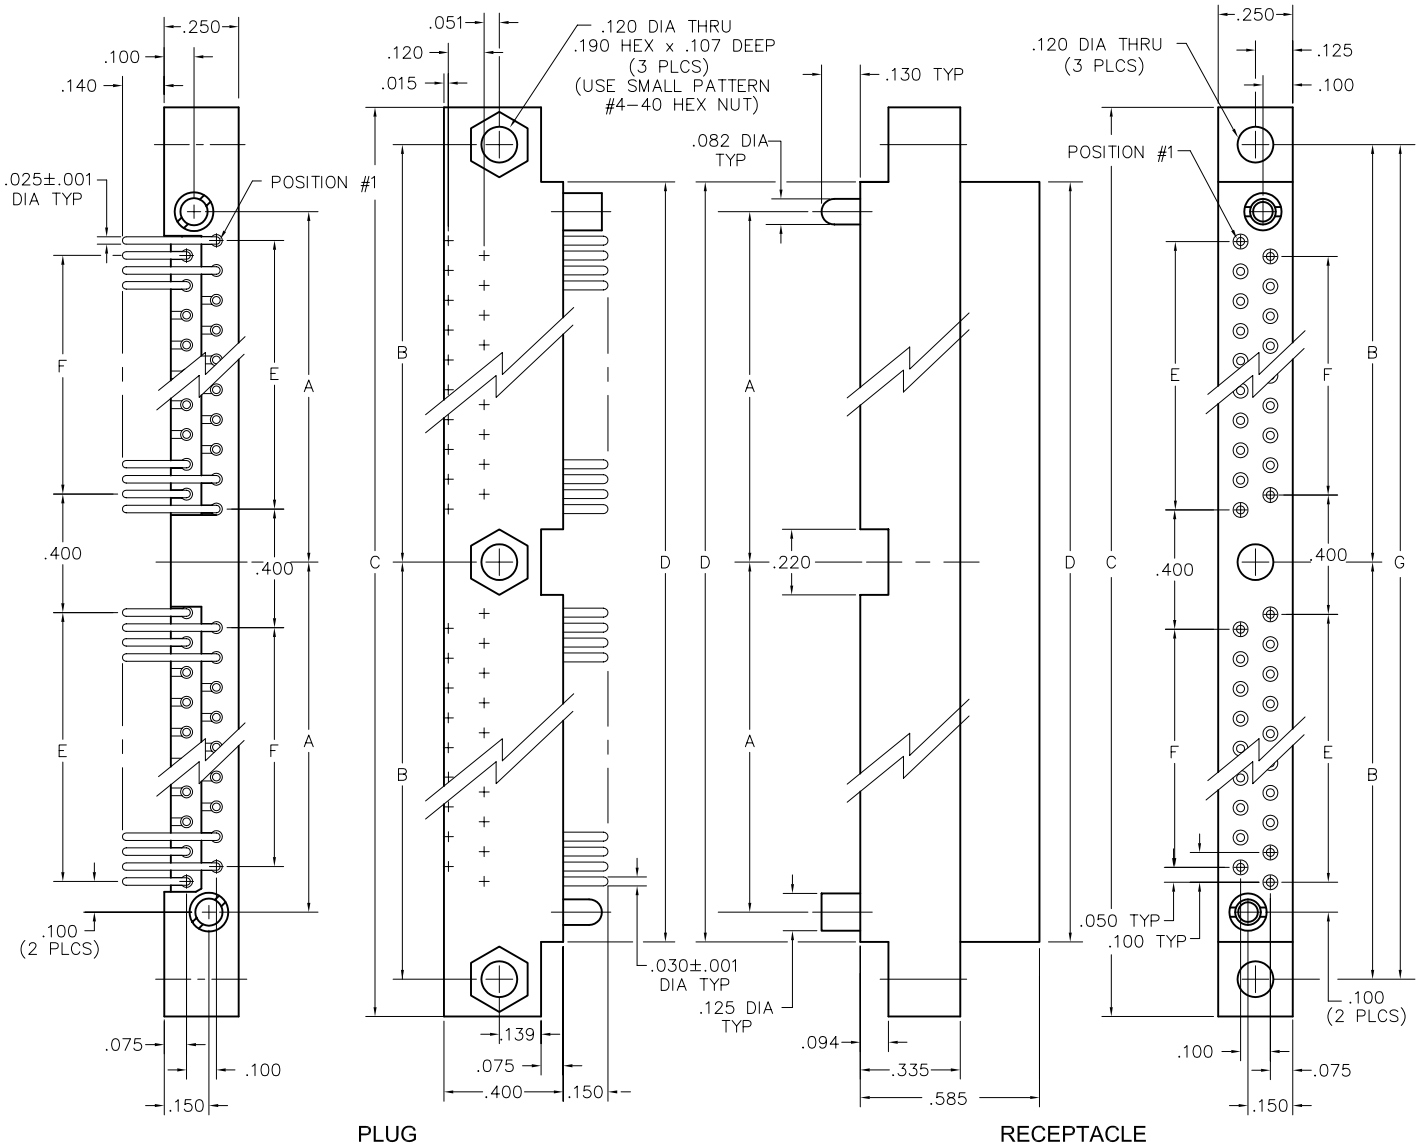 .250
.051
.120 DIA THRU
.190 HEX x .107 DEEP
(3 PLCS)
(USE SMALL PATTERN
#4-40 HEX NUT)
.250
.100
.120
.015
.140
.130 TYP
.120 DIA THRU
(3 PLCS)
.125
.100
.082 DIA
TYP
POSITION #1
POSITION #1
.025±.001
DIA TYP
F
E
A
B
A
E
F
B
.400
.400
C
D
D
.220
D
C
.400
.400
G
E
F
A
B
A
F
E
B
.100
(2 PLCS)
.050 TYP
.100 TYP
.030±.001
DIA TYP
.125 DIA
TYP
.100
(2 PLCS)
.075
.100
.150
.139
.075
.400
.150
.094
.335
.585
.100
.075
.150
PLUG
RECEPTACLE